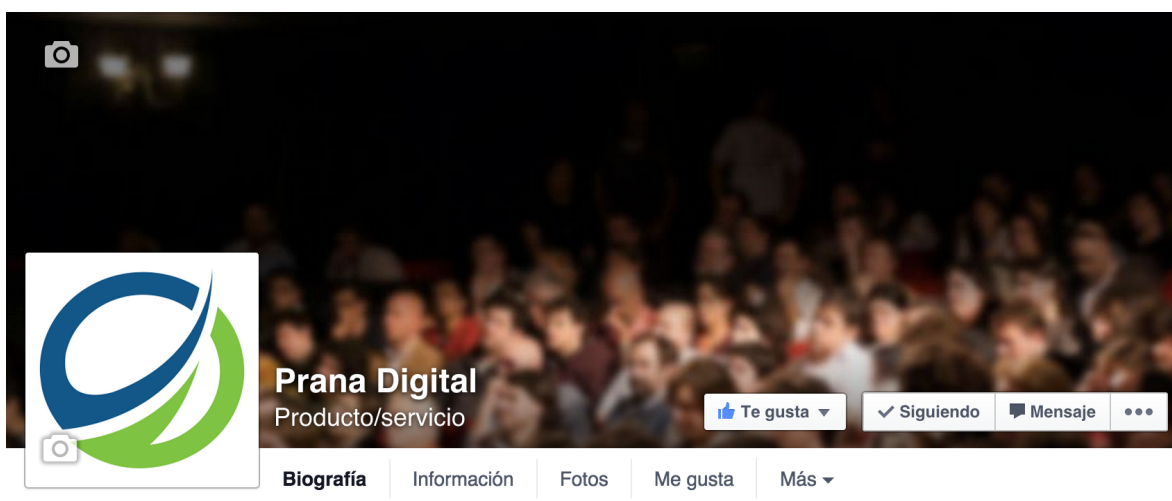 Prana Digital
Producto/servicio
Te gusta
Siguiendo
Mensaje
Biografía
Información
Fotos
Me gusta
Más